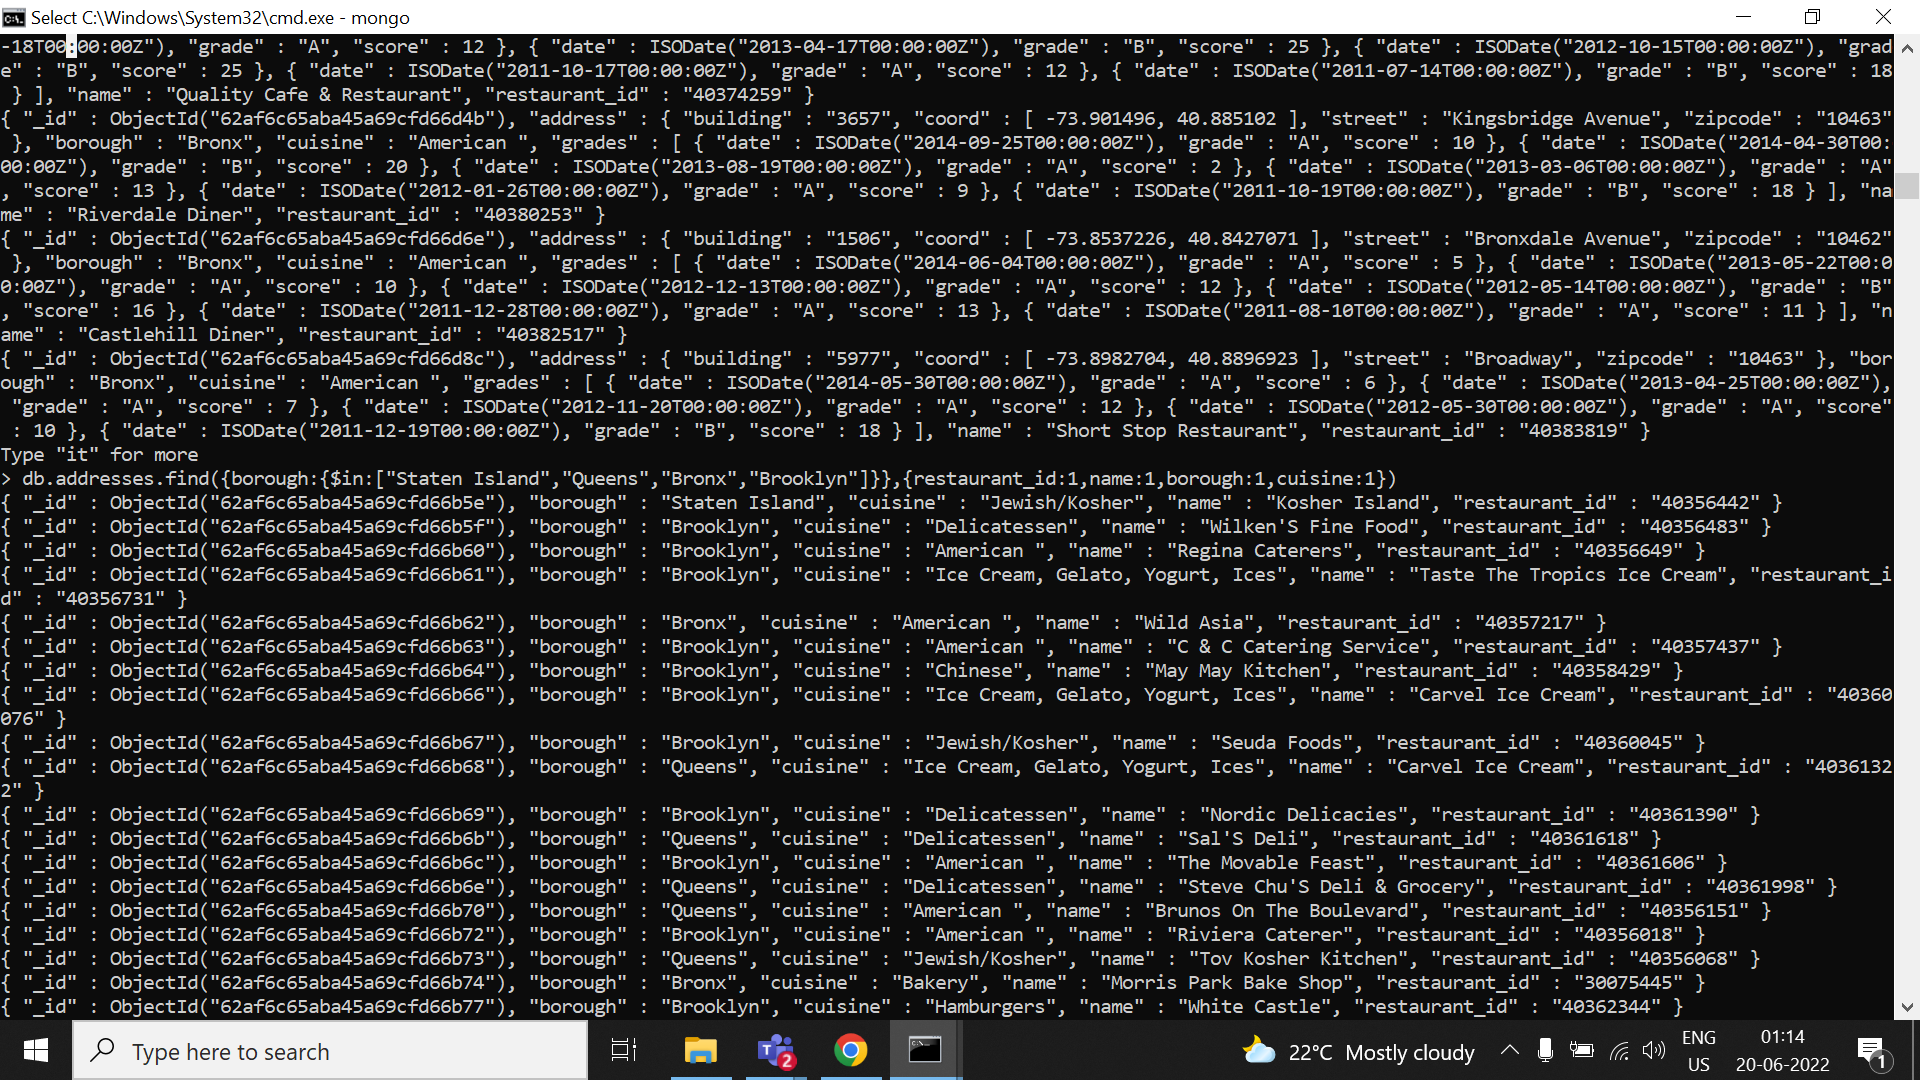 Select C:\Windows\System32\cmd.exe - mongo
-18T00:00:00Z"), "grade" : "A", "score" : 12 }, { "date" : ISODate("2013-04-17T00:00:00Z"), "grade" : "B", "score" : 25 }, { "date" : ISODate("2012-10-15T00:00:00Z"), "grad
e" : "B", "score" : 25 }, { "date" : ISODate("2011-10-17T00:00:00Z"), "grade" : "A", "score" : 12 }, { "date" : ISODate("2011-07-14T00:00:00Z"), "grade" : "B", "score" : 18
 } ], "name" : "Quality Cafe & Restaurant", "restaurant_id" : "40374259" }
{ "_id" : ObjectId("62af6c65aba45a69cfd66d4b"), "address" : { "building" : "3657", "coord" : [ -73.901496, 40.885102 ], "street" : "Kingsbridge Avenue", "zipcode" : "10463"
 }, "borough" : "Bronx", "cuisine" : "American ", "grades" : [ { "date" : ISODate("2014-09-25T00:00:00Z"), "grade" : "A", "score" : 10 }, { "date" : ISODate("2014-04-30T00:
00:00Z"), "grade" : "B", "score" : 20 }, { "date" : ISODate("2013-08-19T00:00:00Z"), "grade" : "A", "score" : 2 }, { "date" : ISODate("2013-03-06T00:00:00Z"), "grade" : "A"
, "score" : 13 }, { "date" : ISODate("2012-01-26T00:00:00Z"), "grade" : "A", "score" : 9 }, { "date" : ISODate("2011-10-19T00:00:00Z"), "grade" : "B", "score" : 18 } ], "na
me" : "Riverdale Diner", "restaurant_id" : "40380253" }
{ "_id" : ObjectId("62af6c65aba45a69cfd66d6e"), "address" : { "building" : "1506", "coord" : [ -73.8537226, 40.8427071 ], "street" : "Bronxdale Avenue", "zipcode" : "10462"
 }, "borough" : "Bronx", "cuisine" : "American ", "grades" : [ { "date" : ISODate("2014-06-04T00:00:00Z"), "grade" : "A", "score" : 5 }, { "date" : ISODate("2013-05-22T00:0
0:00Z"), "grade" : "A", "score" : 10 }, { "date" : ISODate("2012-12-13T00:00:00Z"), "grade" : "A", "score" : 12 }, { "date" : ISODate("2012-05-14T00:00:00Z"), "grade" : "B"
, "score" : 16 }, { "date" : ISODate("2011-12-28T00:00:00Z"), "grade" : "A", "score" : 13 }, { "date" : ISODate("2011-08-10T00:00:00Z"), "grade" : "A", "score" : 11 } ], "n
ame" : "Castlehill Diner", "restaurant_id" : "40382517" }
{ "_id" : ObjectId("62af6c65aba45a69cfd66d8c"), "address" : { "building" : "5977", "coord" : [ -73.8982704, 40.8896923 ], "street" : "Broadway", "zipcode" : "10463" }, "bor
ough" : "Bronx", "cuisine" : "American ", "grades" : [ { "date" : ISODate("2014-05-30T00:00:00Z"), "grade" : "A", "score" : 6 }, { "date" : ISODate("2013-04-25T00:00:00Z"),
 "grade" : "A", "score" : 7 }, { "date" : ISODate("2012-11-20T00:00:00Z"), "grade" : "A", "score" : 12 }, { "date" : ISODate("2012-05-30T00:00:00Z"), "grade" : "A", "score"
 : 10 }, { "date" : ISODate("2011-12-19T00:00:00Z"), "grade" : "B", "score" : 18 } ], "name" : "Short Stop Restaurant", "restaurant_id" : "40383819" }
Type "it" for more
> db.addresses.find({borough:{$in:["Staten Island","Queens","Bronx","Brooklyn"]}},{restaurant_id:1,name:1,borough:1,cuisine:1})
{ "_id" : ObjectId("62af6c65aba45a69cfd66b5e"), "borough" : "Staten Island", "cuisine" : "Jewish/Kosher", "name" : "Kosher Island", "restaurant_id" : "40356442" }
{ "_id" : ObjectId("62af6c65aba45a69cfd66b5f"), "borough" : "Brooklyn", "cuisine" : "Delicatessen", "name" : "Wilken'S Fine Food", "restaurant_id" : "40356483" }
{ "_id" : ObjectId("62af6c65aba45a69cfd66b60"), "borough" : "Brooklyn", "cuisine" : "American ", "name" : "Regina Caterers", "restaurant_id" : "40356649" }
{ "_id" : ObjectId("62af6c65aba45a69cfd66b61"), "borough" : "Brooklyn", "cuisine" : "Ice Cream, Gelato, Yogurt, Ices", "name" : "Taste The Tropics Ice Cream", "restaurant_i
d" : "40356731" }
{ "_id" : ObjectId("62af6c65aba45a69cfd66b62"), "borough" : "Bronx", "cuisine" : "American ", "name" : "Wild Asia", "restaurant_id" : "40357217" }
{ "_id" : ObjectId("62af6c65aba45a69cfd66b63"), "borough" : "Brooklyn", "cuisine" : "American ", "name" : "C & C Catering Service", "restaurant_id" : "40357437" }
{ "_id" : ObjectId("62af6c65aba45a69cfd66b64"), "borough" : "Brooklyn", "cuisine" : "Chinese", "name" : "May May Kitchen", "restaurant_id" : "40358429" }
{ "_id" : ObjectId("62af6c65aba45a69cfd66b66"), "borough" : "Brooklyn", "cuisine" : "Ice Cream, Gelato, Yogurt, Ices", "name" : "Carvel Ice Cream", "restaurant_id" : "40360
076" }
{ "_id" : ObjectId("62af6c65aba45a69cfd66b67"), "borough" : "Brooklyn", "cuisine" : "Jewish/Kosher", "name" : "Seuda Foods", "restaurant_id" : "40360045" }
{ "_id" : ObjectId("62af6c65aba45a69cfd66b68"), "borough" : "Queens", "cuisine" : "Ice Cream, Gelato, Yogurt, Ices", "name" : "Carvel Ice Cream", "restaurant_id" : "4036132
2" }
{ "_id" : ObjectId("62af6c65aba45a69cfd66b69"), "borough" : "Brooklyn", "cuisine" : "Delicatessen", "name" : "Nordic Delicacies", "restaurant_id" : "40361390" }
{ "_id" : ObjectId("62af6c65aba45a69cfd66b6b"), "borough" : "Queens", "cuisine" : "Delicatessen", "name" : "Sal'S Deli", "restaurant_id" : "40361618" }
{ "_id" : ObjectId("62af6c65aba45a69cfd66b6c"), "borough" : "Brooklyn", "cuisine" : "American ", "name" : "The Movable Feast", "restaurant_id" : "40361606" }
{ "_id" : ObjectId("62af6c65aba45a69cfd66b6e"), "borough" : "Queens", "cuisine" : "Delicatessen", "name" : "Steve Chu'S Deli & Grocery", "restaurant_id" : "40361998" }
{ "_id" : ObjectId("62af6c65aba45a69cfd66b70"), "borough" : "Queens", "cuisine" : "American ", "name" : "Brunos On The Boulevard", "restaurant_id" : "40356151" }
{ "_id" : ObjectId("62af6c65aba45a69cfd66b72"), "borough" : "Brooklyn", "cuisine" : "American ", "name" : "Riviera Caterer", "restaurant_id" : "40356018" }
{ "_id" : ObjectId("62af6c65aba45a69cfd66b73"), "borough" : "Queens", "cuisine" : "Jewish/Kosher", "name" : "Tov Kosher Kitchen", "restaurant_id" : "40356068" }
{ "_id" : ObjectId("62af6c65aba45a69cfd66b74"), "borough" : "Bronx", "cuisine" : "Bakery", "name" : "Morris Park Bake Shop", "restaurant_id" : "30075445" }
{ "_id" : ObjectId("62af6c65aba45a69cfd66b77"), "borough" : "Brooklyn", "cuisine" : "Hamburgers", "name" : "White Castle", "restaurant_id" : "40362344" }
Type here to search
2
22°C Mostly cloudy
ENG
US
01:14
20-06-2022
1